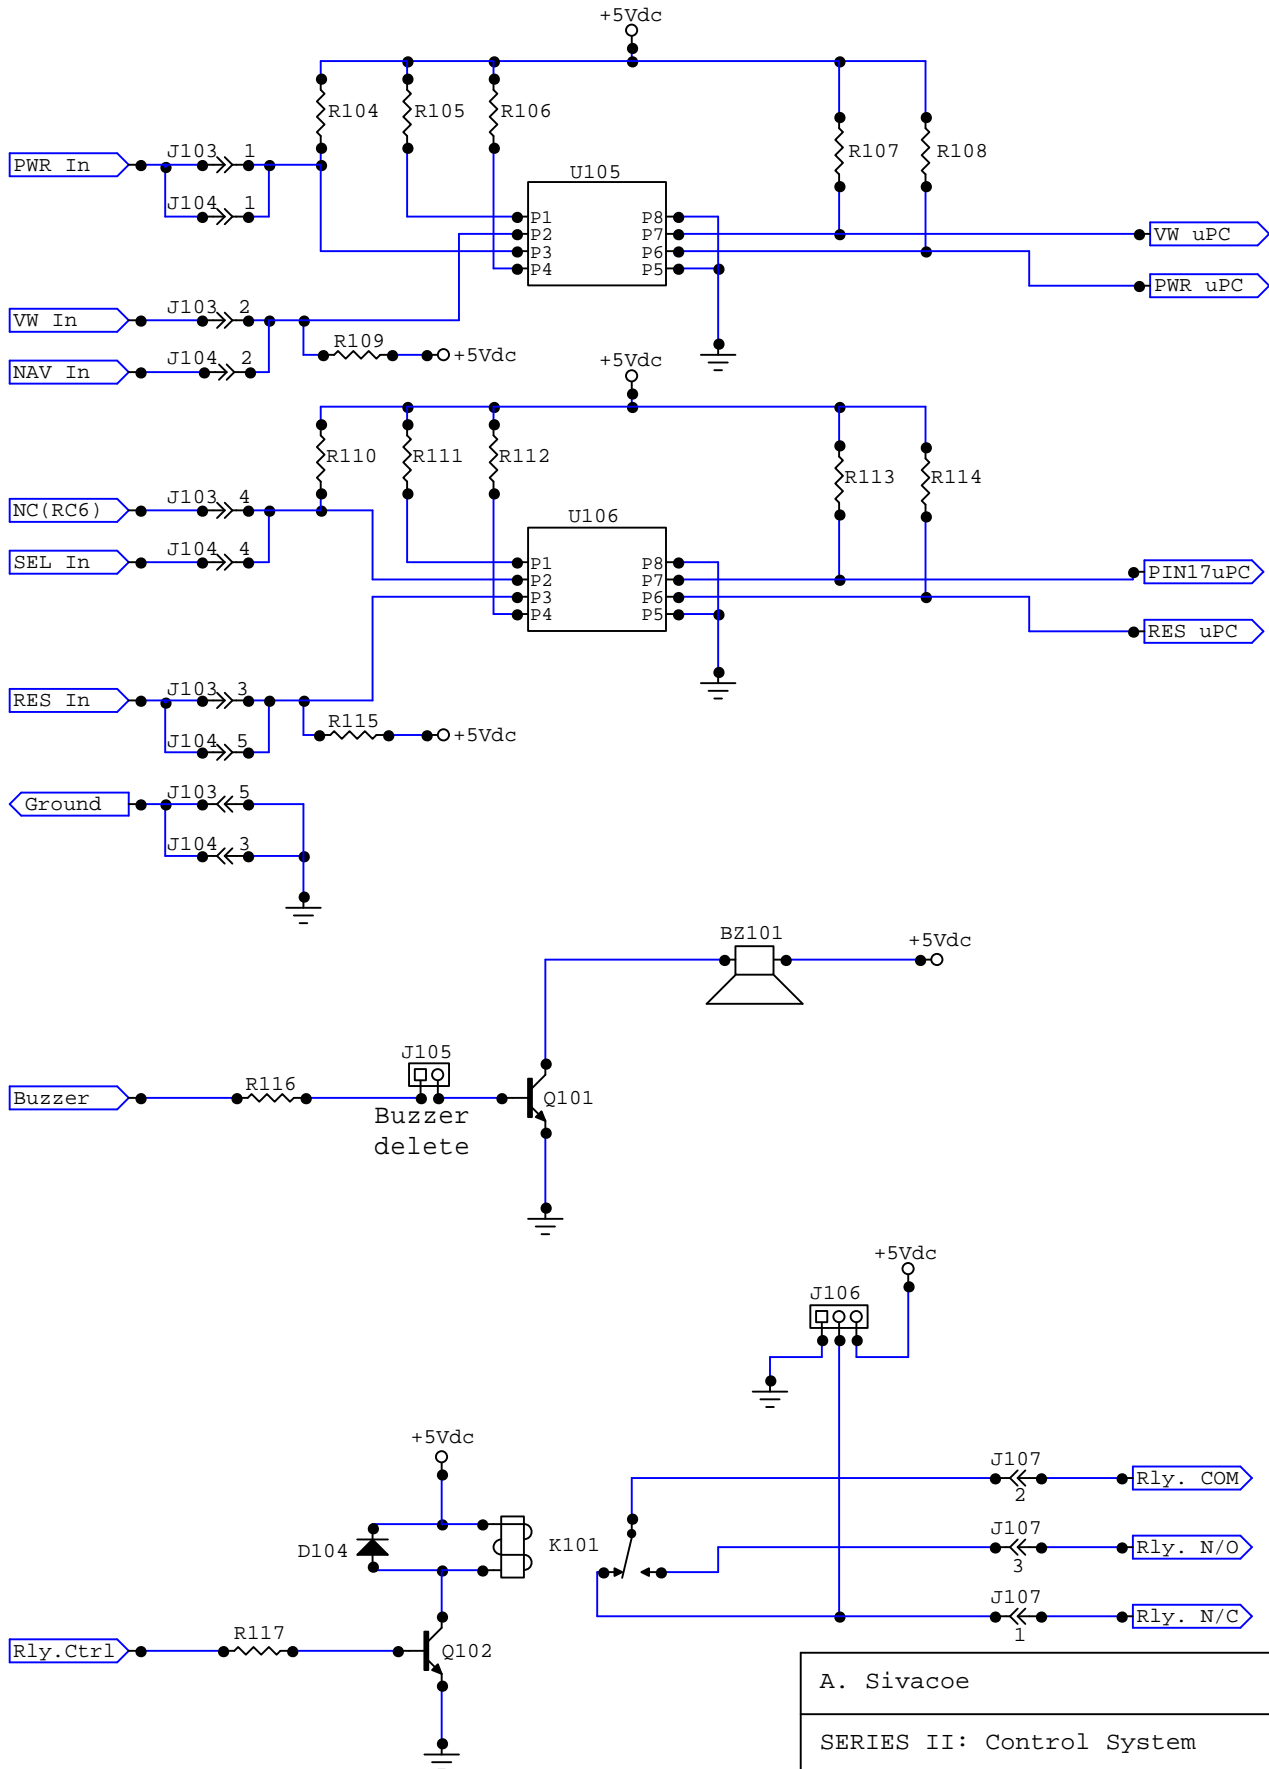 +5Vdc
R104 R105 R106 R107 R108
PWR In J103 1
J104 1
U105
P1 P8
P2 P7
P3 P6
P4 P5
VW uPC
PWR uPC
VW In J103 2
R109 +5Vdc
NAV In J104 2
+5Vdc
R110 R111 R112 R113 R114
NC(RC6) J103 4
SEL In J104 4
U106
P1 P8
P2 P7
P3 P6
P4 P5
PIN17uPC
RES uPC
RES In J103 3
R115 +5Vdc
J104 5
Ground J103 5
J104 3
BZ101 +5Vdc
J105
Buzzer R116 Q101
Buzzer
delete
+5Vdc
J106
+5Vdc
D104 K101
J107 Rly. COM
2
J107 Rly. N/O
3
J107 Rly. N/C
1
Rly.Ctrl R117 Q102
A. Sivacoe
SERIES II: Control System